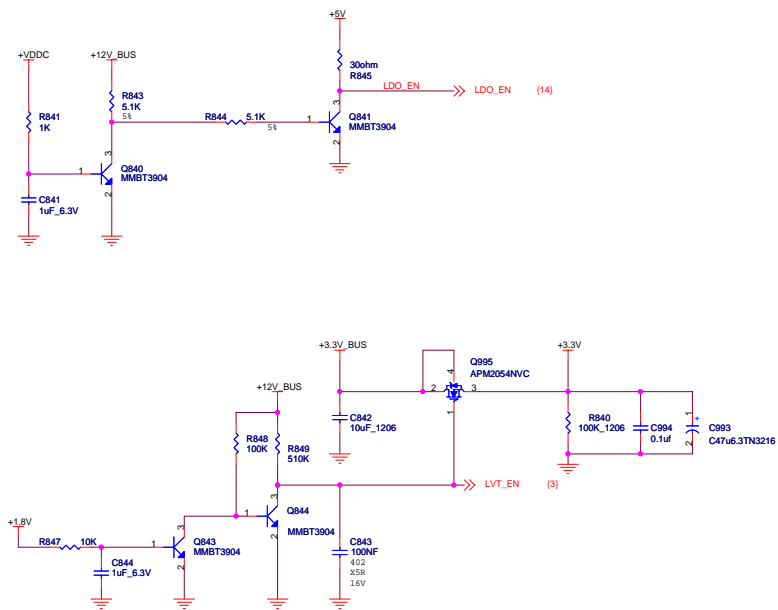 +5V
+VDDC
+12V_BUS
30ohm
R845
LDO_EN
LDO_EN
{14}
R843
5.1K
5%
R841
1K
R844
5.1K
5%
1
3
Q841
MMBT3904
2
3
1
Q840
MMBT3904
2
C841
1uF_6.3V
+3.3V_BUS
+3.3V
Q995
APM2054NVC
4
2
3
1
+12V_BUS
C842
10uF_1206
R840
100K_1206
C994
0.1uf
1
+
2
C993
C47u6.3TN3216
R848
100K
R849
510K
LVT_EN
{3}
3
1
Q844
MMBT3904
2
+1.8V
R847
10K
3
1
Q843
MMBT3904
2
C844
1uF_6.3V
C843
100NF
402
X5R
16V